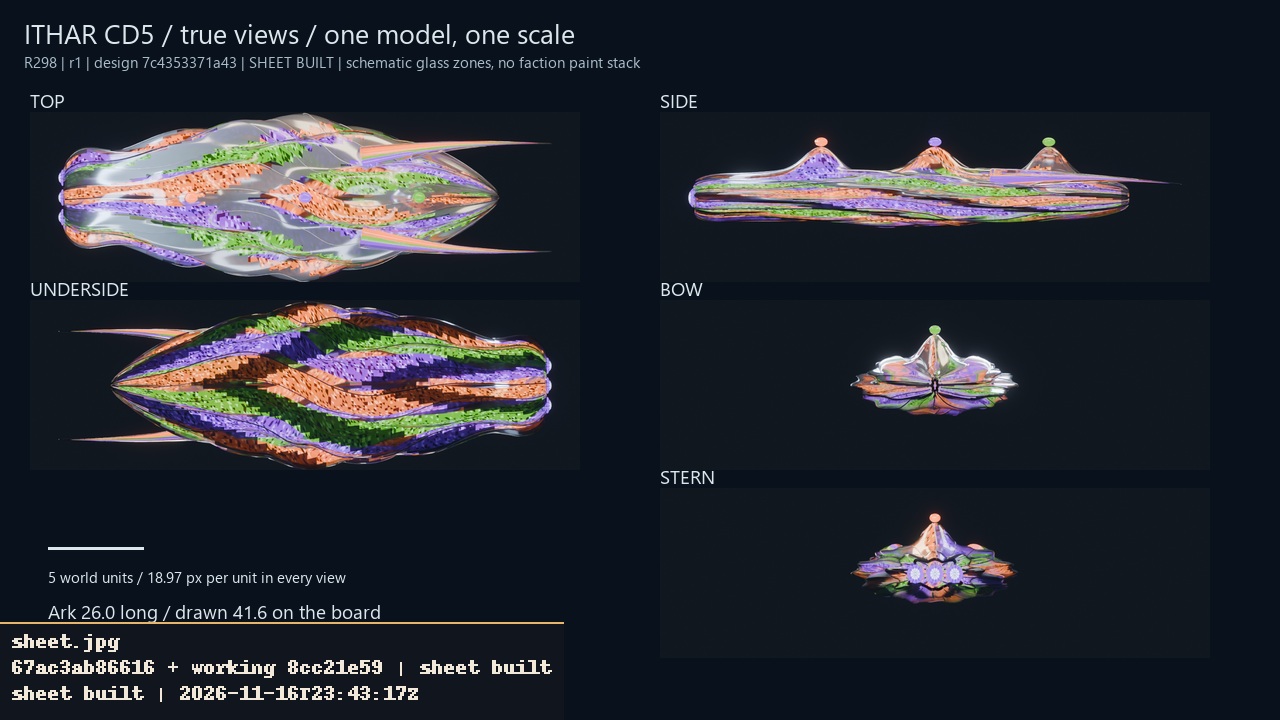 ITHAR CD5 / true views / one model, one scale
R298 | r1 | design 7c4353371a43 | SHEET BUILT | schematic glass zones, no faction paint stack
TOP
SIDE
UNDERSIDE
BOW
STERN
5 world units / 18.97 px per unit in every view
Ark 26.0 long / drawn 41.6 on the board
sheet.jpg
67ac3ab86616 + working 8cc21e59 | sheet built
sheet built | 2026-11-16T23:43:17Z